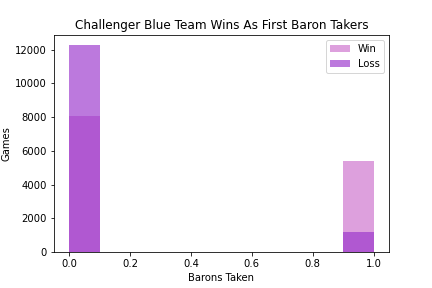 Challenger Blue Team Wins As First Baron Takers
Win
Loss
12000
10000
8000
6000
4000
2000
0
Games
0.0 0.2 0.4 0.6 0.8 1.0
Barons Taken